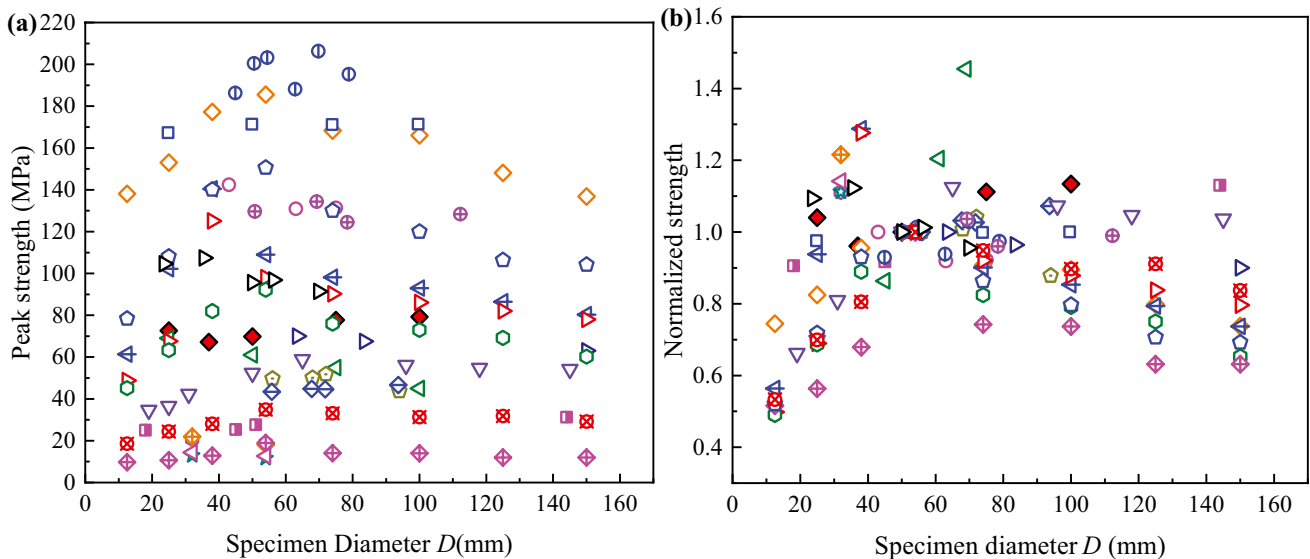 (a)
220
200
180
160
140
120
100
80
60
40
20
0
Peak strength (MPa)
0 20 40 60 80 100 120 140 160
Specimen Diameter D(mm)
(b)
1.6
1.4
1.2
1.0
0.8
0.6
0.4
Normalized strength
0 20 40 60 80 100 120 140 160
Specimen diameter D (mm)